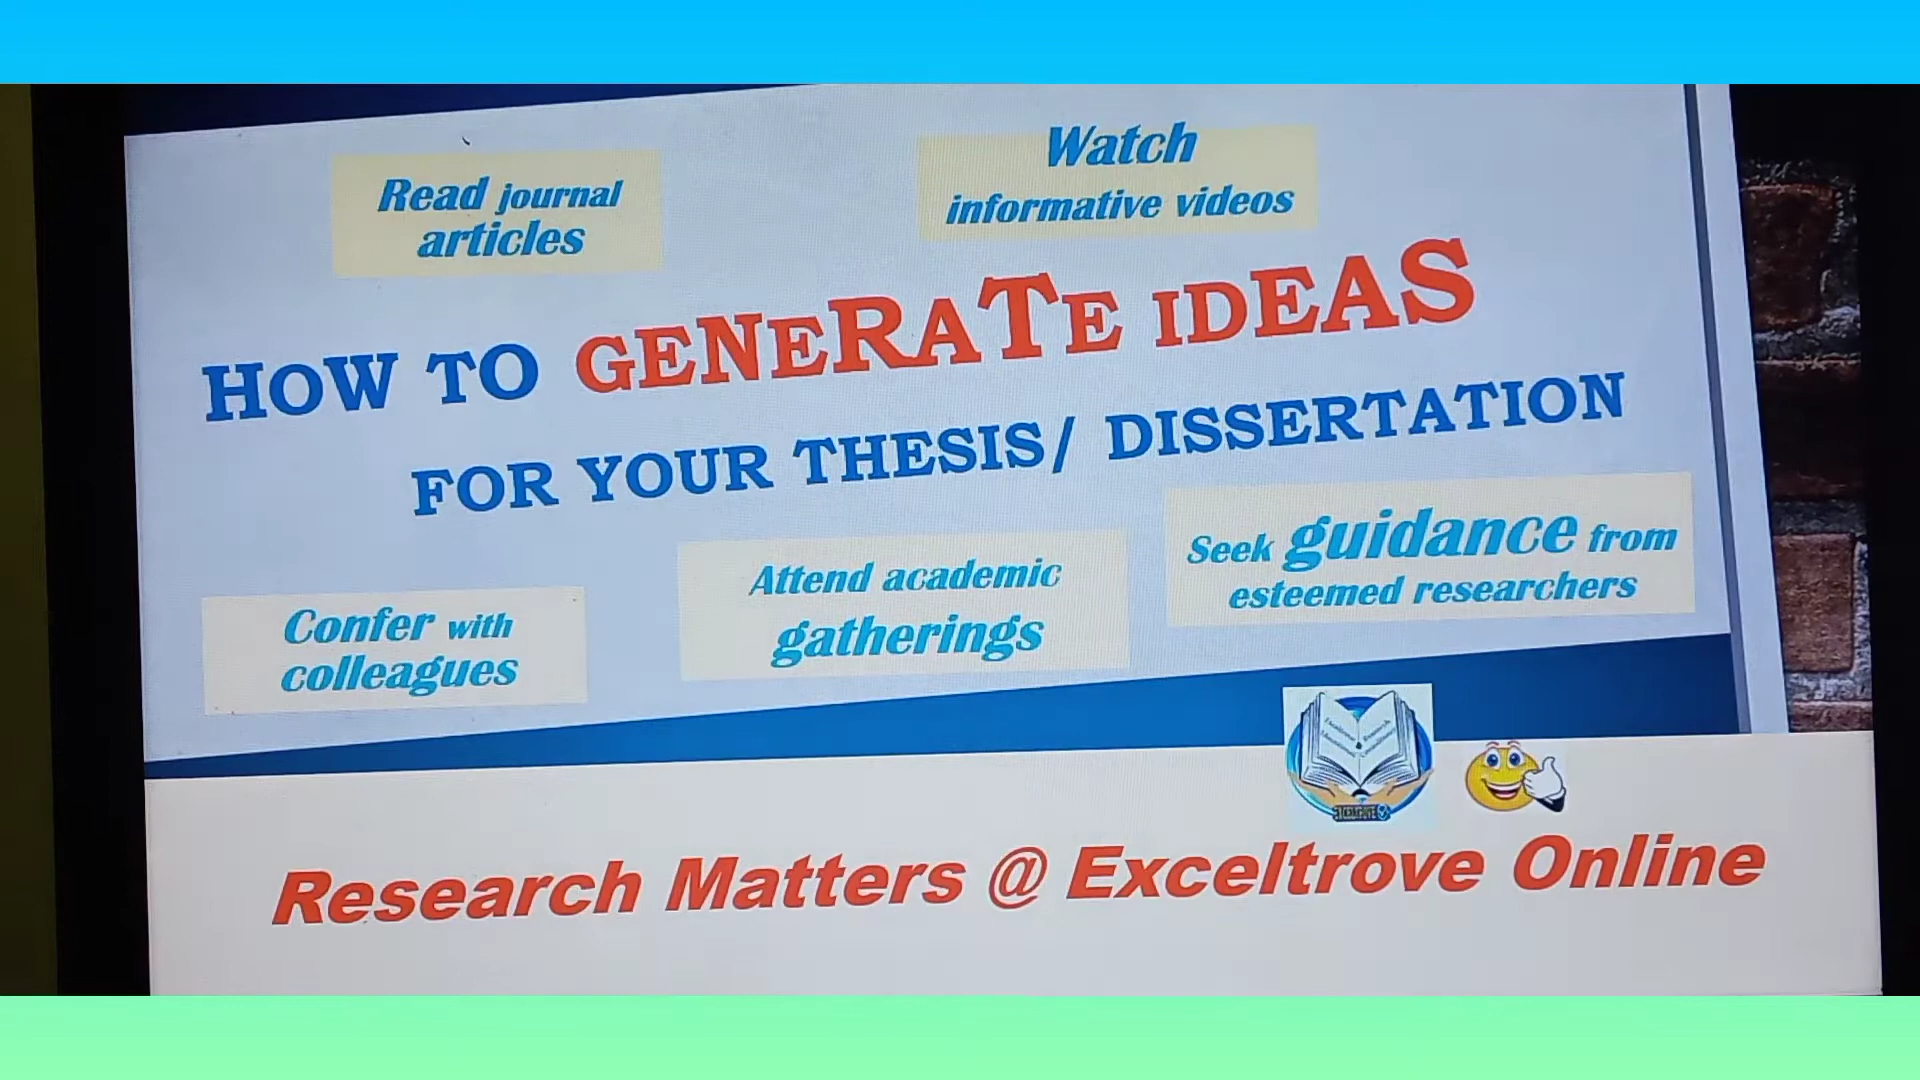 Read journal
articles
Watch
informative videos
HOW TO GENERATE IDEAS
FOR YOUR THESIS/ DISSERTATION
Confer with
colleagues
Attend academic
gatherings
Seek guidance from
esteemed researchers
EXCELTROVE
Research Matters @ Exceltrove Online